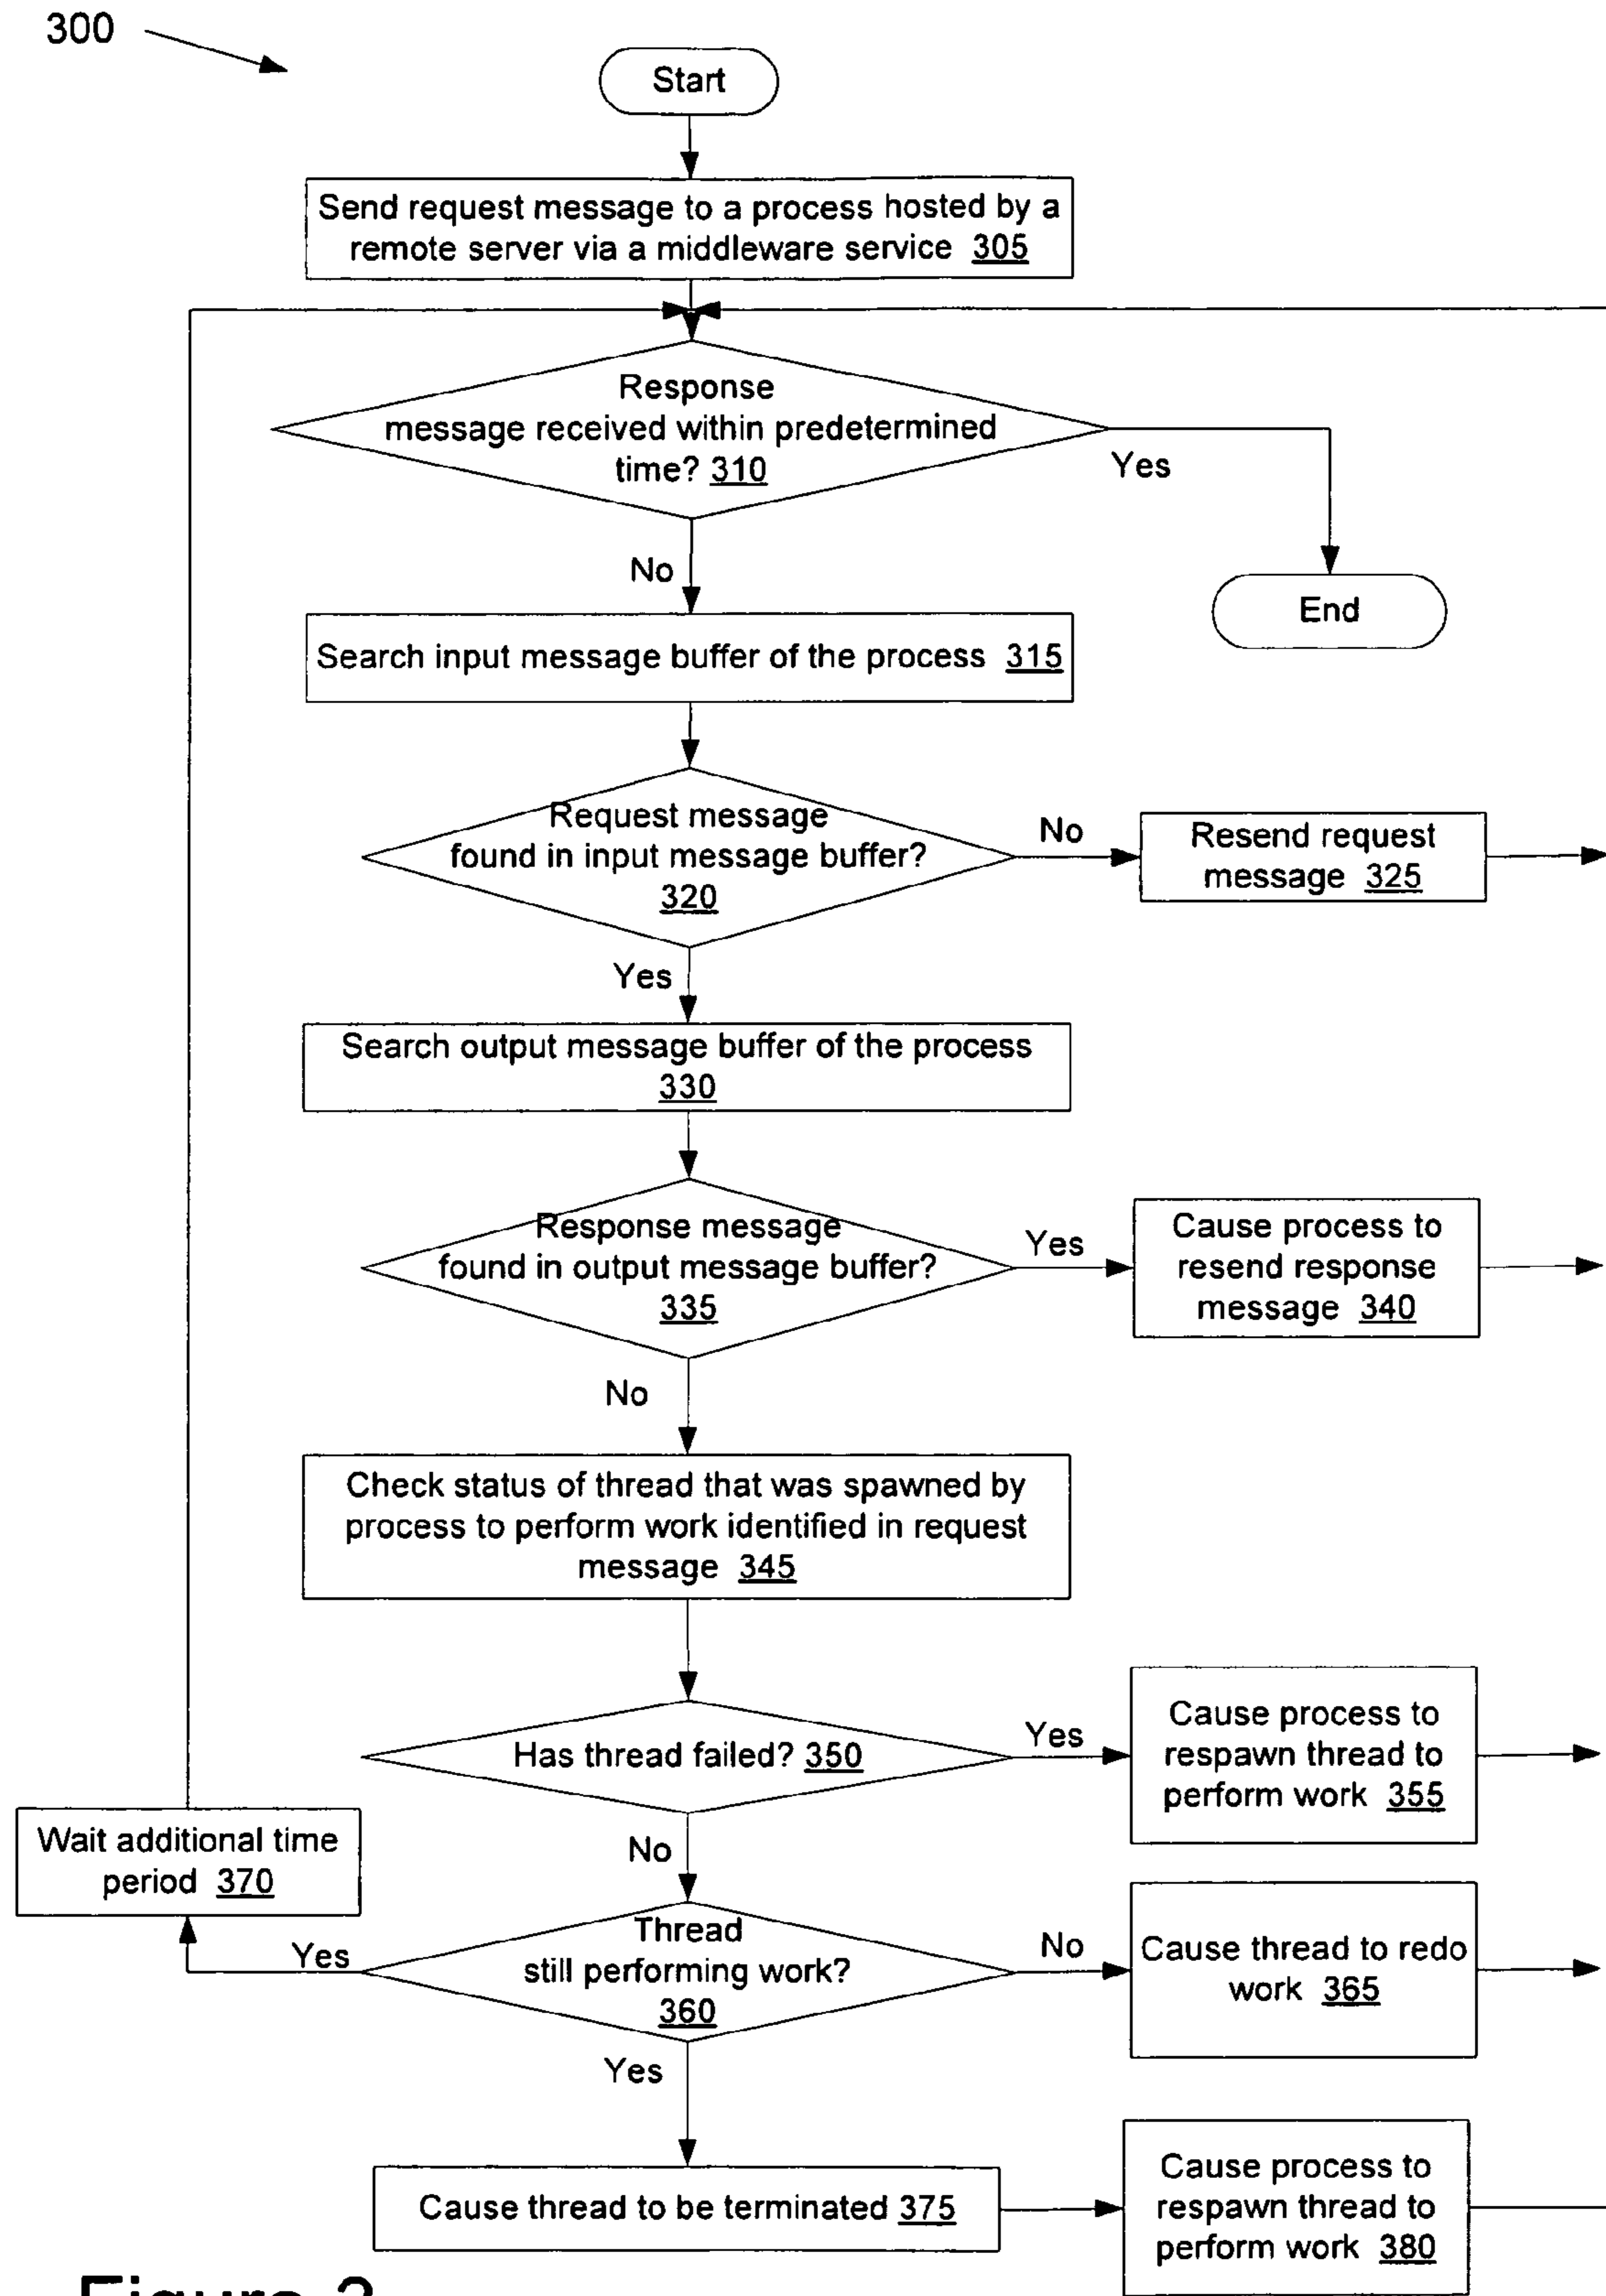 300
Start
Send request message to a process hosted by a
remote server via a middleware service 305
Response
message received within predetermined
time? 310
Yes
No
End
Search input message buffer of the process 315
Request message
found in input message buffer?
320
No
Resend request
message 325
Yes
Search output message buffer of the process
330
Response message
found in output message buffer?
335
Yes
Cause process to
resend response
message 340
No
Check status of thread that was spawned by
process to perform work identified in request
message 345
Has thread failed? 350
Yes
Cause process to
respawn thread to
perform work 355
No
Wait additional time
period 370
Yes
Thread
still performing work?
360
No
Cause thread to redo
work 365
Yes
Cause thread to be terminated 375
Cause process to
respawn thread to
perform work 380
Figure